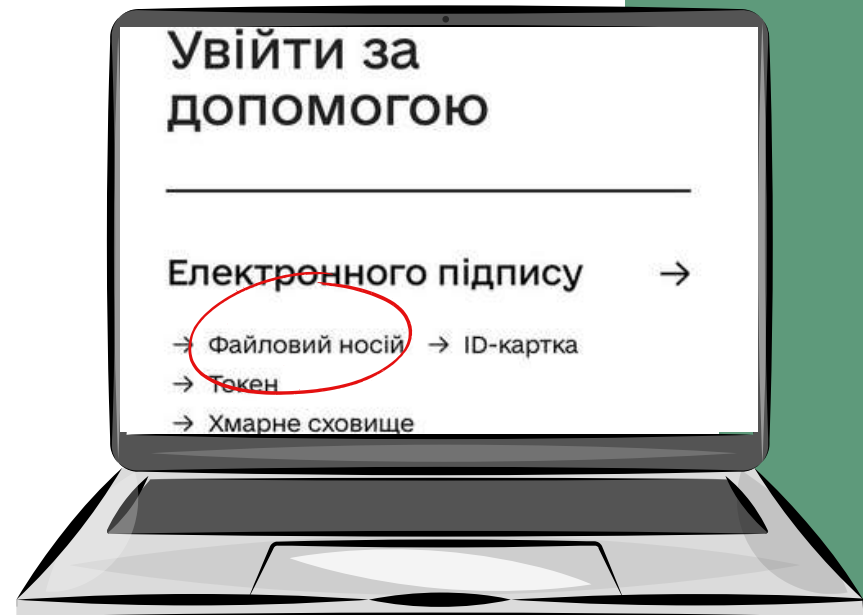 Увійти за
допомогою
Електронного підпису →
→ Файловий носій → ID-картка
→ Токен
→ Хмарне сховище